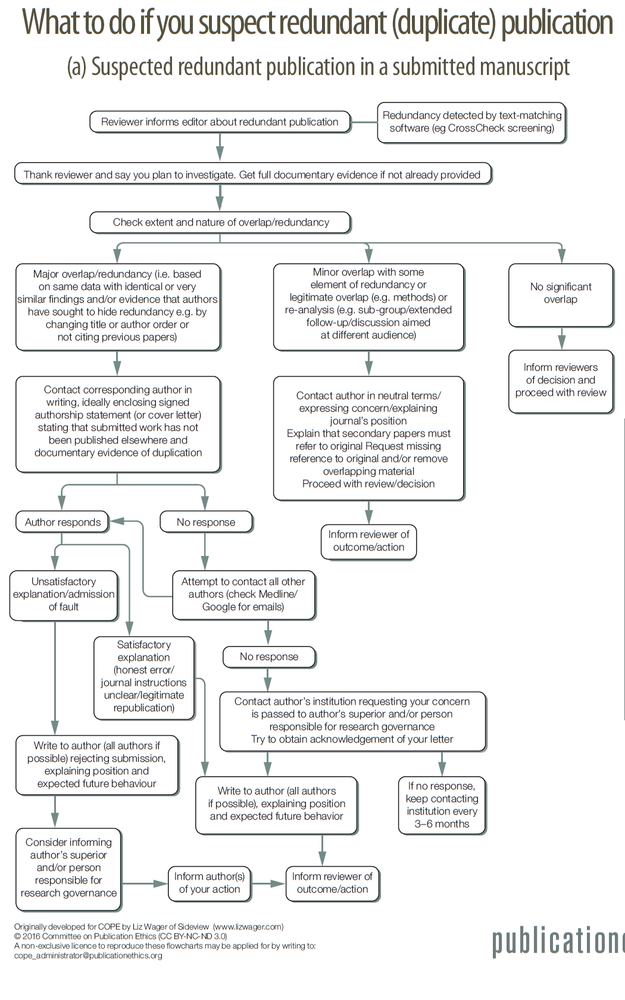 What to do if you suspect redundant (duplicate) publication
(a) Suspected redundant publication in a submitted manuscript
Reviewer informs editor about redundant publication
Redundancy detected by text-matching
software (eg CrossCheck screening)
Thank reviewer and say you plan to investigate. Get full documentary evidence if not already provided
Check extent and nature of overlap/redundancy
Major overlap/redundancy (i.e. based
on same data with identical or very
similar findings and/or evidence that authors
have sought to hide redundancy e.g. by
changing title or author order or
not citing previous papers)
Minor overlap with some
element of redundancy or
legitimate overlap (e.g. methods) or
re-analysis (e.g. sub-group/extended
follow-up/discussion aimed
at different audience)
No significant
overlap
Inform reviewers
of decision and
proceed with review
Contact corresponding author in
writing, ideally enclosing signed
authorship statement (or cover letter)
stating that submitted work has not
been published elsewhere and
documentary evidence of duplication
Contact author in neutral terms/
expressing concern/explaining
journal's position
Explain that secondary papers must
refer to original Request missing
reference to original and/or remove
overlapping material
Proceed with review/decision
Author responds
No response
Inform reviewer of
outcome/action
Unsatisfactory
explanation/admission
of fault
Attempt to contact all other
authors (check Medline/
Google for emails)
Satisfactory
explanation
(honest error/
journal instructions
unclear/legitimate
republication)
No response
Contact author's institution requesting your concern
is passed to author's superior and/or person
responsible for research governance
Try to obtain acknowledgement of your letter
Write to author (all authors if
possible) rejecting submission,
explaining position and
expected future behaviour
Write to author (all authors
if possible), explaining position
and expected future behavior
If no response,
keep contacting
institution every
3–6 months
Consider informing
author's superior
and/or person
responsible for
research governance
Inform author(s)
of your action
Inform reviewer of
outcome/action
Originally developed for COPE by Liz Wager of Sideview (www.lizwager.com)
© 2016 Committee on Publication Ethics (CC BY-NC-ND 3.0)
A non-exclusive licence to reproduce these flowcharts may be applied for by writing to:
cope_administrator@publicationethics.org
publication